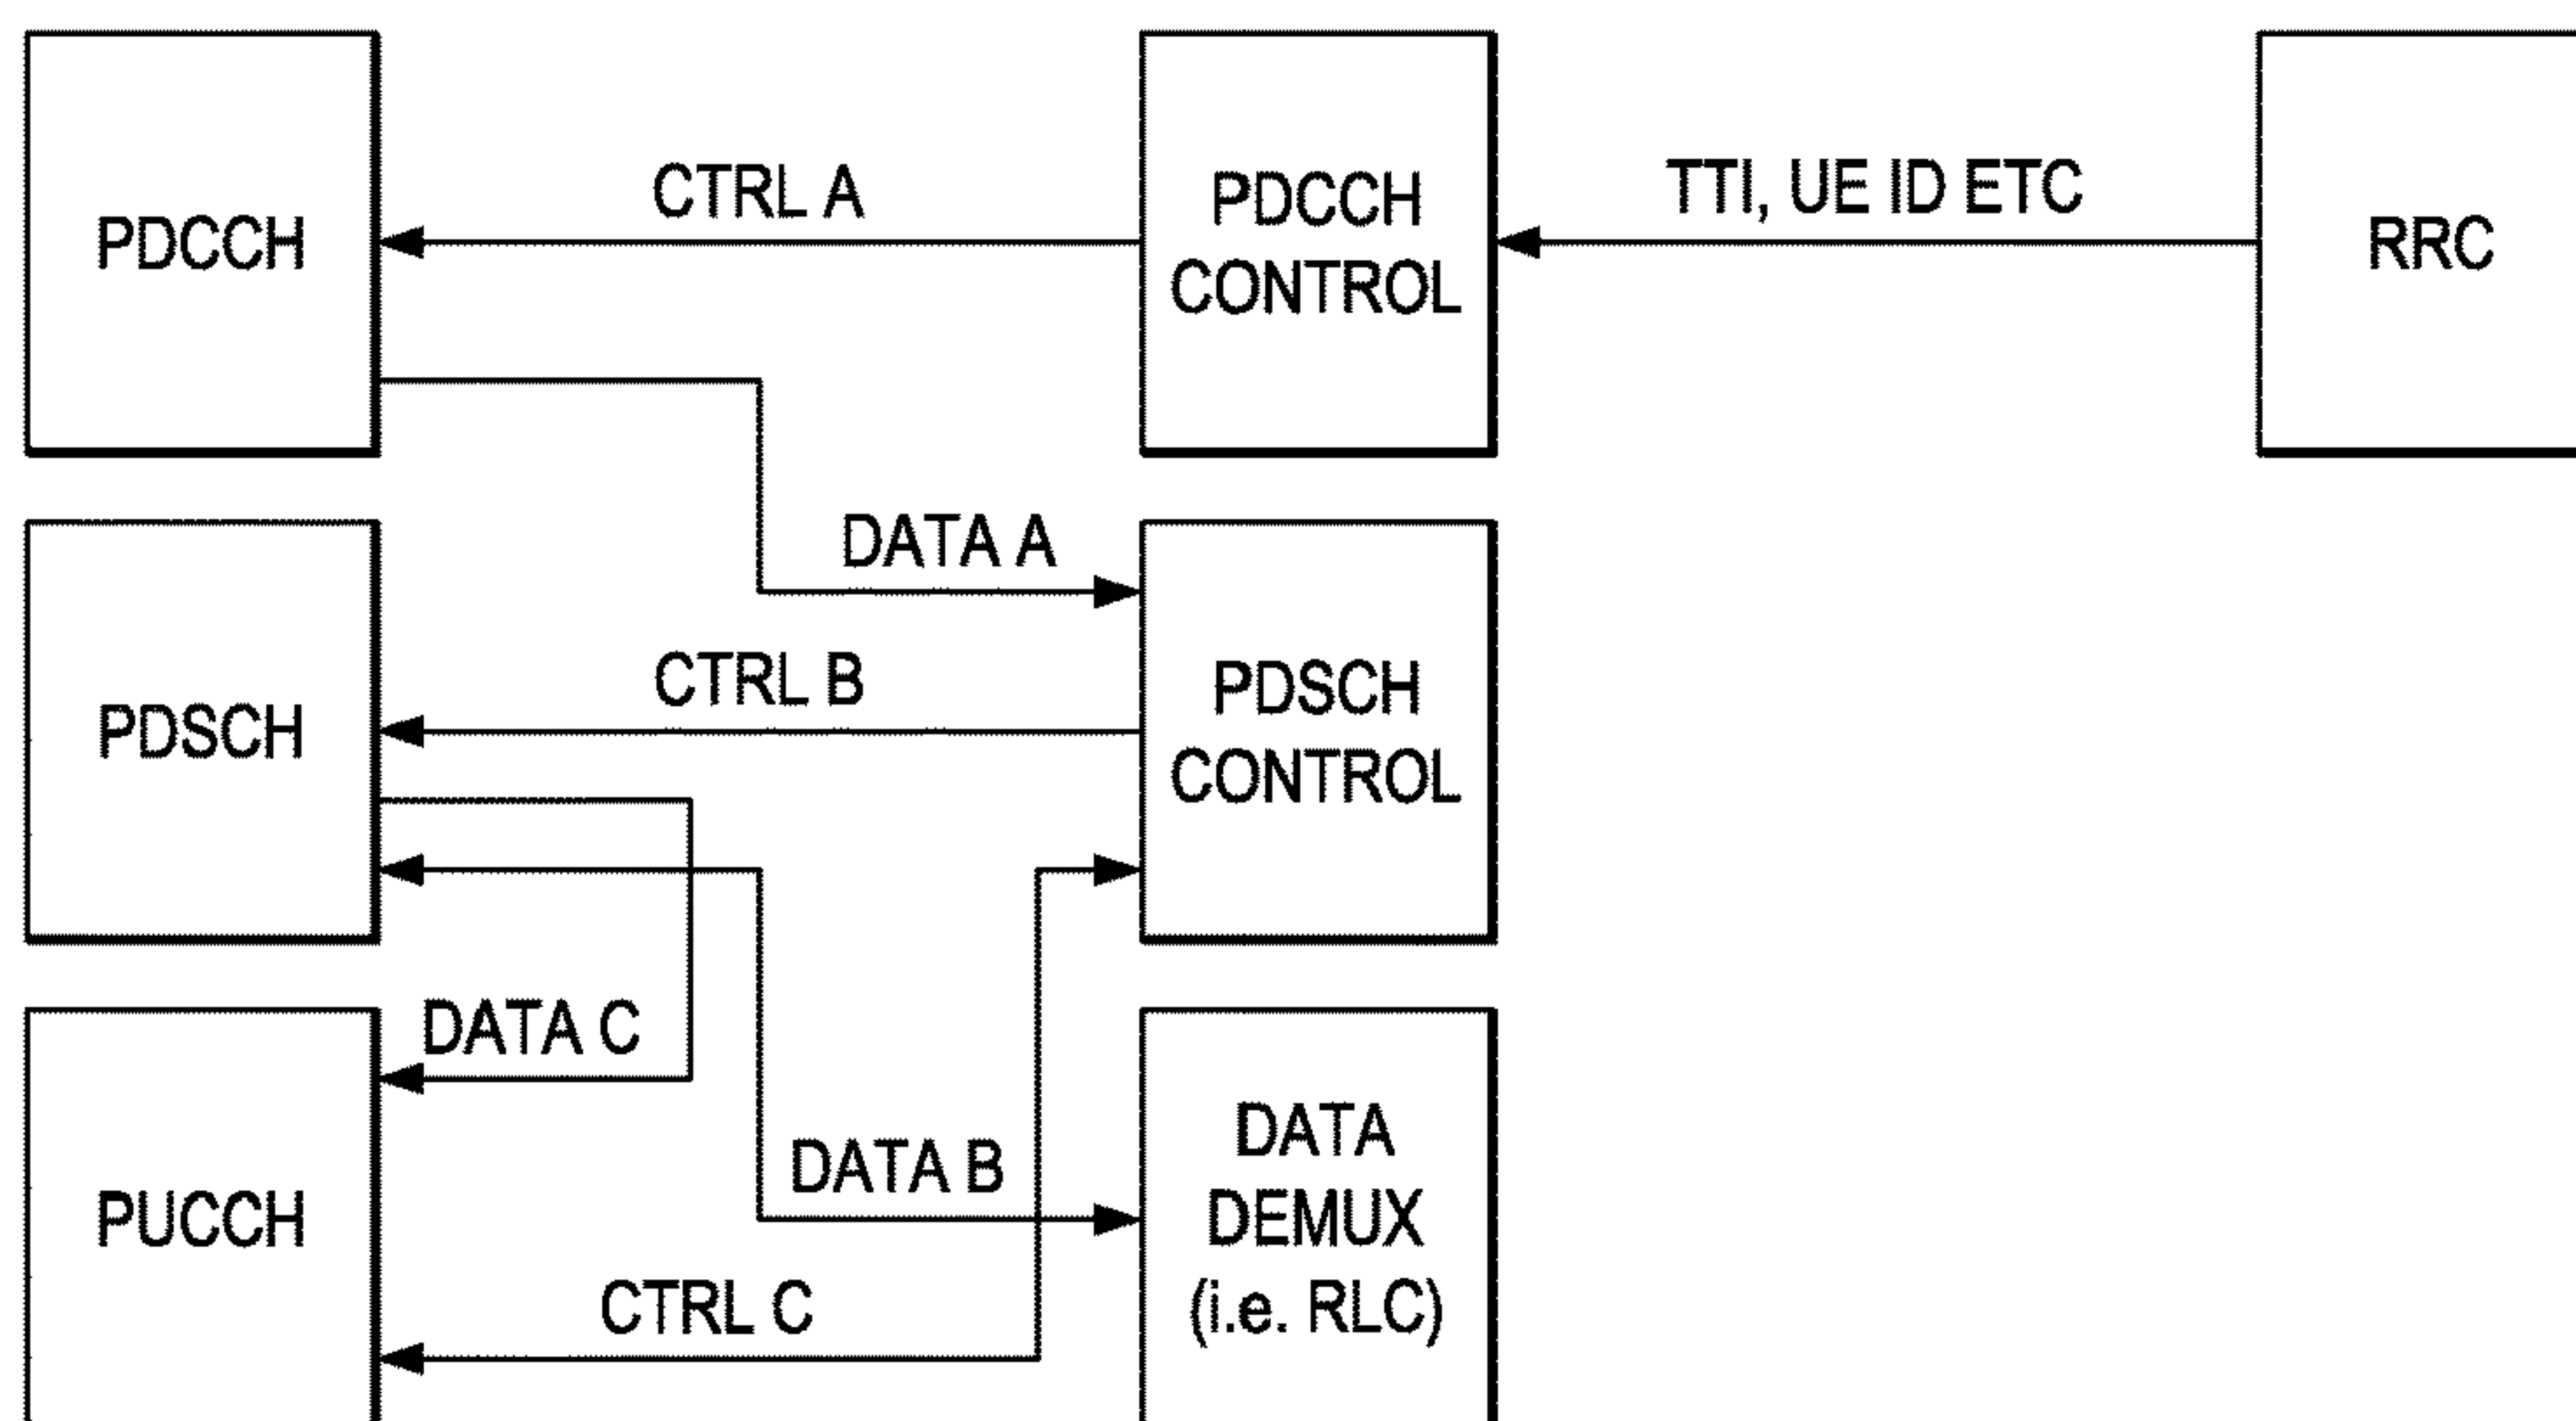 PDCCH
CTRL A
PDCCH
CONTROL
TTI, UE ID ETC
RRC
DATA A
PDSCH
CTRL B
PDSCH
CONTROL
DATA C
PUCCH
DATA B
CTRL C
DATA
DEMUX
(i.e. RLC)